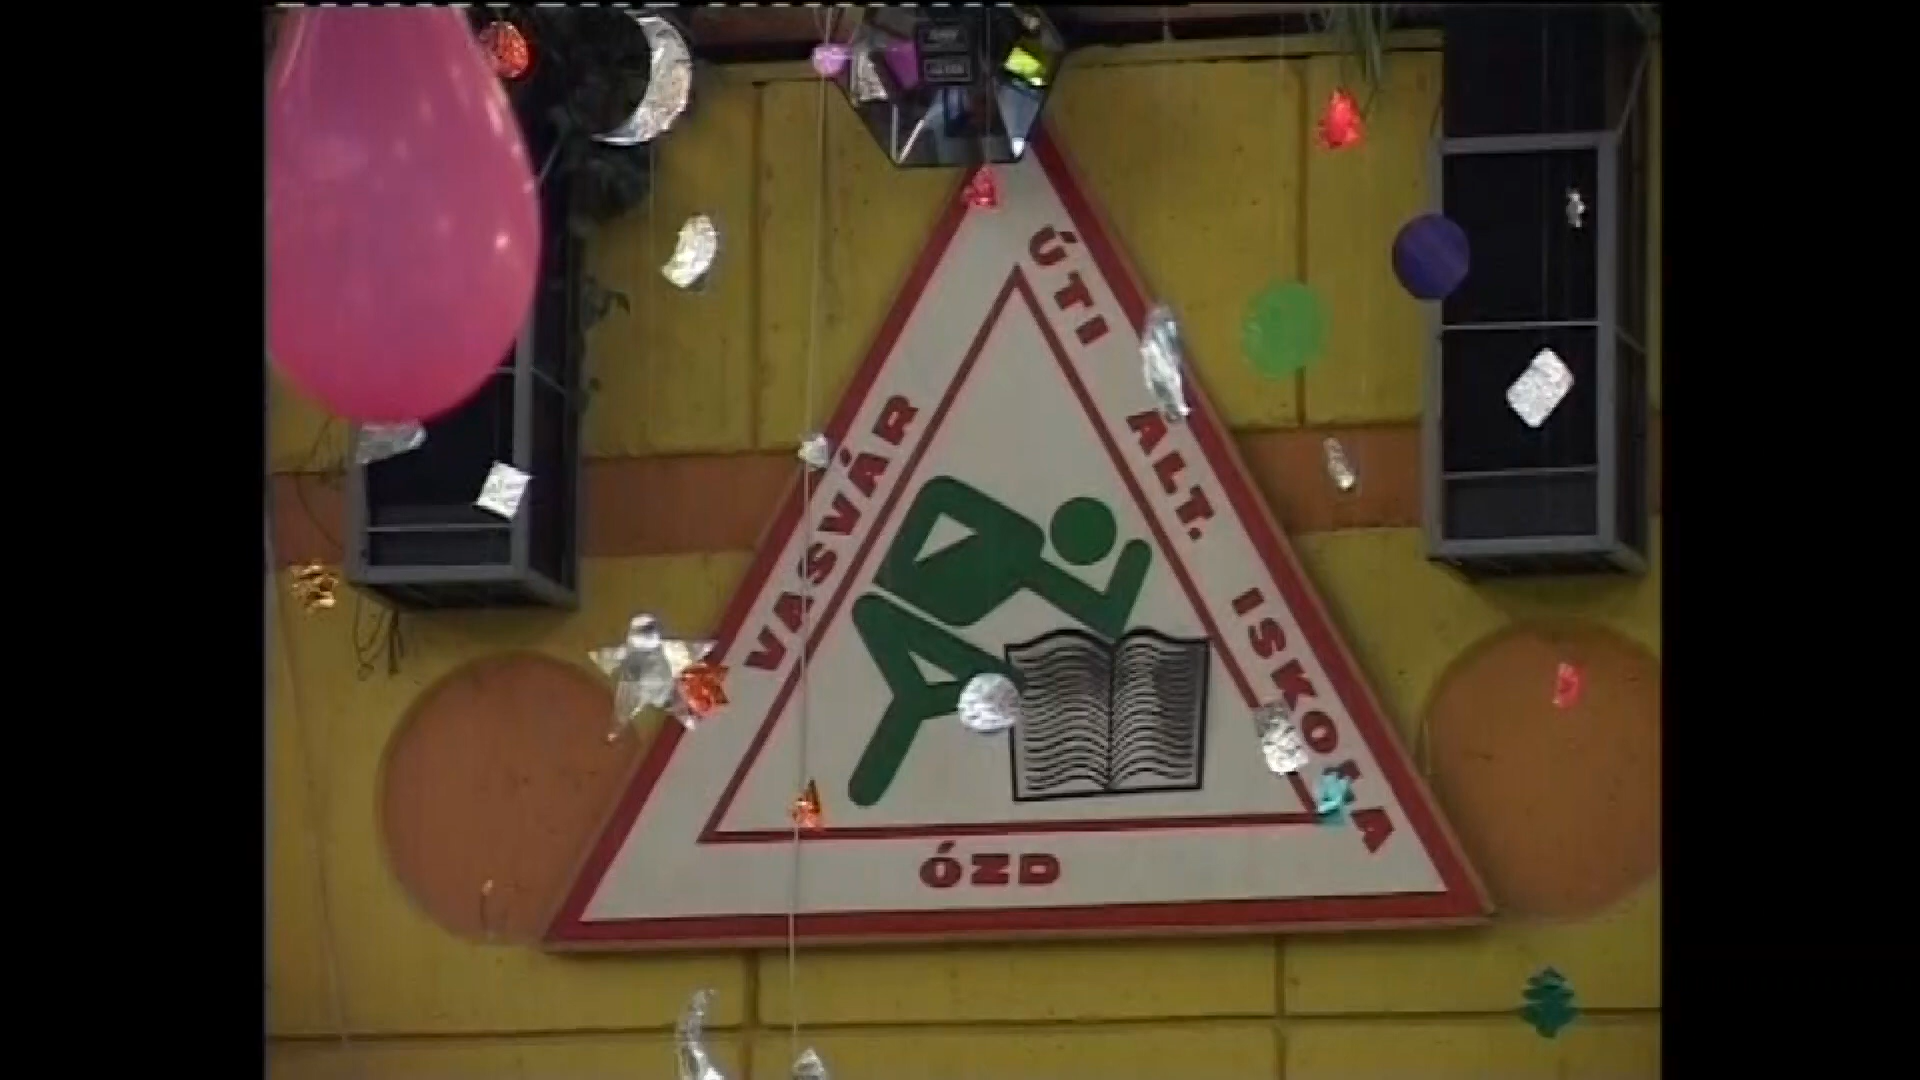 VASVÁR
ÚTI ÁLT. ISKOLA
ÓZD